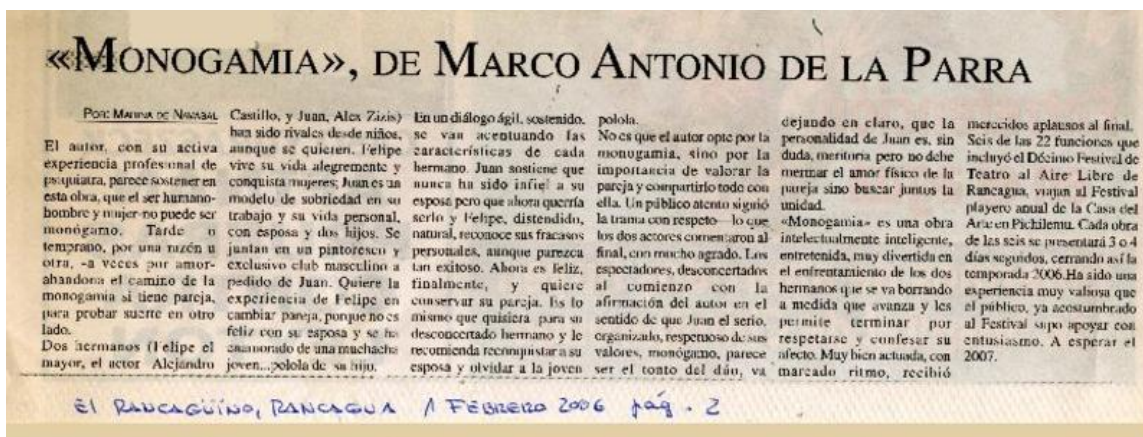 «MONOGAMIA», DE MARCO ANTONIO DE LA PARRA
POR: MARINA DE NAVASAL
El autor, con su activa
experiencia profesional de
psiquiatra, parece sostener en
esta obra, que el ser humano-
hombre y mujer-no puede ser
monógamo. Tarde o
temprano, por una razón u
otra, -a veces por amor-
abandona el camino de la
monogamia si tiene pareja,
para probar suerte en otro
lado.
Dos hermanos (Felipe el
mayor, el actor Alejandro
Castillo, y Juan, Alex Zisis)
han sido rivales desde niños,
aunque se quieren. Felipe
vive su vida alegremente y
conquista mujeres; Juan es un
modelo de sobriedad en su
trabajo y su vida personal,
con esposa y dos hijos. Se
juntan en un pintoresco y
exclusivo club masculino a
pedido de Juan. Quiere la
experiencia de Felipe en
cambiar pareja, porque no es
feliz con su esposa y se ha
enamorado de una muchacha
joven...polola de su hijo.
En un diálogo ágil, sostenido,
se van acentuando las
características de cada
hermano. Juan sostiene que
nunca ha sido infiel a su
esposa pero que ahora querría
serlo y Felipe, distendido,
natural, reconoce sus fracasos
personales, aunque parezca
tan exitoso. Ahora es feliz,
finalmente, y quiere
conservar su pareja. Es lo
mismo que quisiera para su
desconcertado hermano y le
recomienda reconquistar a su
esposa y olvidar a la joven
polola.
No es que el autor opte por la
monogamia, sino por la
importancia de valorar la
pareja y compartirlo todo con
ella. Un público atento siguió
la trama con respeto lo que
los dos actores comentaron al
final, con mucho agrado. Los
espectadores, desconcertados
al comienzo con la
afirmación del autor en el
sentido de que Juan el serio,
organizado, respetuoso de sus
valores, monógamo, parece
ser el tonto del dúo, va
dejando en claro, que la
personalidad de Juan es, sin
duda, meritoria pero no debe
mermar el amor físico de la
pareja sino buscar juntos la
unidad.
«Monogamia» es una obra
intelectualmente inteligente,
entretenida, muy divertida en
el enfrentamiento de los dos
hermanos que se va borrando
a medida que avanza y les
permite terminar por
respetarse y confesar su
afecto. Muy bien actuada, con
marcado ritmo, recibió
merecidos aplausos al final.
Seis de las 22 funciones que
incluyó el Décimo Festival de
Teatro al Aire Libre de
Rancagua, viajan al Festival
playero anual de la Casa del
Arte en Pichilemu. Cada obra
de las seis se presentará 3 o 4
días seguidos, cerrando así la
temporada 2006.Ha sido una
experiencia muy valiosa que
el público, ya acostumbrado
al Festival supo apoyar con
entusiasmo. A esperar el
2007.
El RANCAGÜINO, RANCAGUA 1 FEBRERO 2006 pág. 2